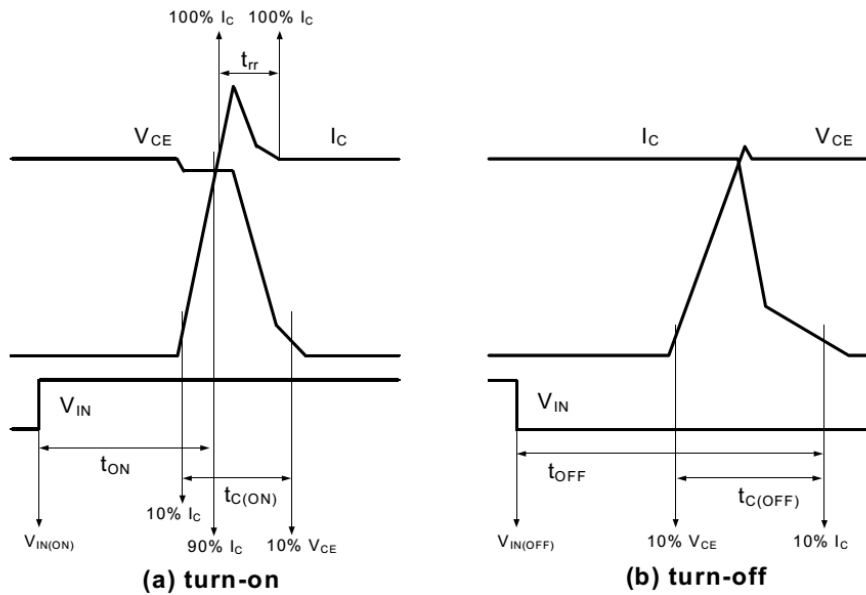 100% IC 100% IC
trr
VCE IC
IC VCE
VIN
VIN
tON
tOFF
tC(ON)
tC(OFF)
10% IC
VIN(ON)
90% IC
10% VCE
VIN(OFF)
10% VCE
10% IC
(a) turn-on
(b) turn-off